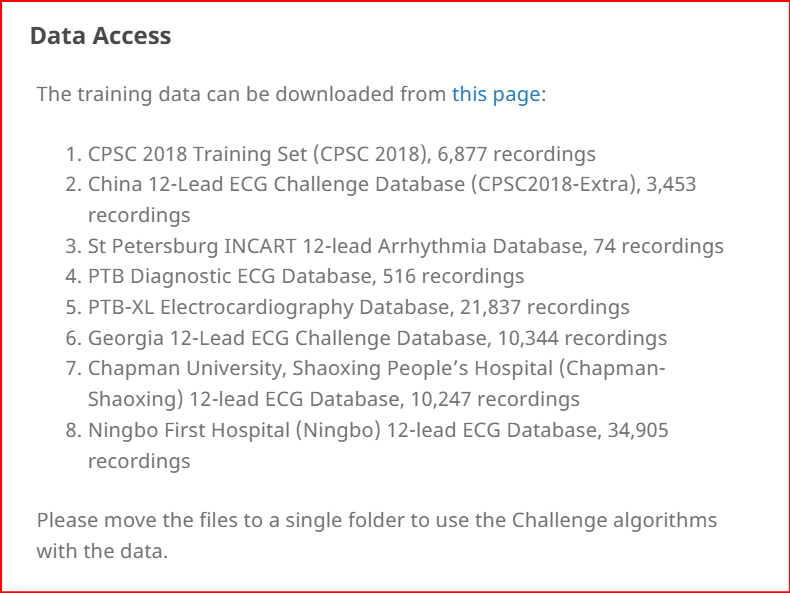 Data Access
The training data can be downloaded from this page:
1. CPSC 2018 Training Set (CPSC 2018), 6,877 recordings
2. China 12-Lead ECG Challenge Database (CPSC2018-Extra), 3,453
recordings
3. St Petersburg INCART 12-lead Arrhythmia Database, 74 recordings
4. PTB Diagnostic ECG Database, 516 recordings
5. PTB-XL Electrocardiography Database, 21,837 recordings
6. Georgia 12-Lead ECG Challenge Database, 10,344 recordings
7. Chapman University, Shaoxing People’s Hospital (Chapman-
Shaoxing) 12-lead ECG Database, 10,247 recordings
8. Ningbo First Hospital (Ningbo) 12-lead ECG Database, 34,905
recordings
Please move the files to a single folder to use the Challenge algorithms
with the data.